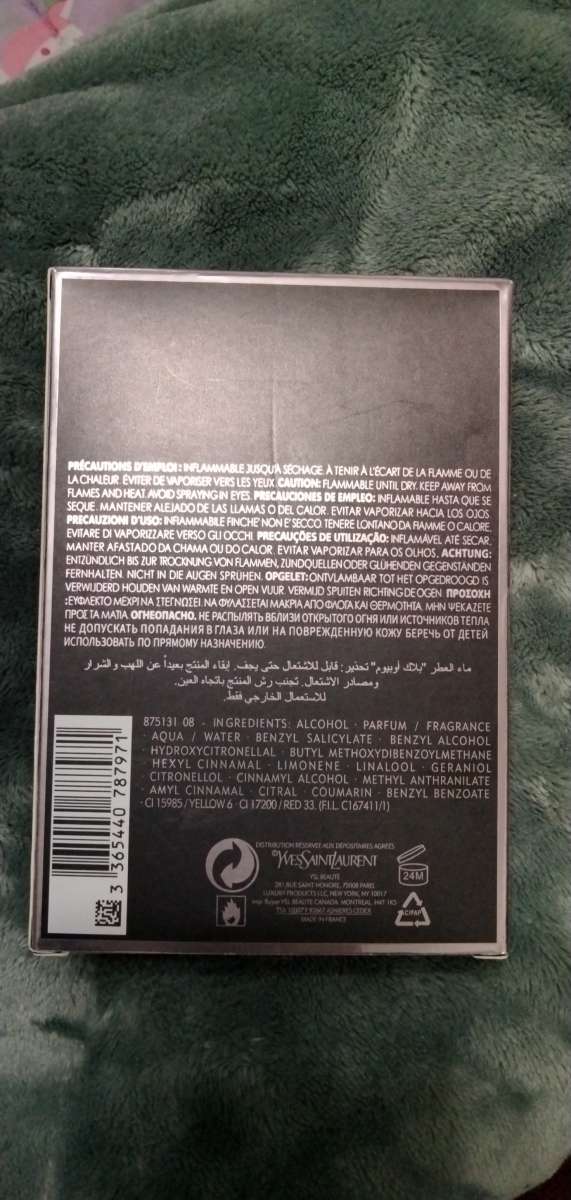 PRÉCAUTIONS D'EMPLOI : INFLAMMABLE JUSQU'À SÉCHAGE. À TENIR À L'ÉCART DE LA FLAMME OU DE
LA CHALEUR. ÉVITER DE VAPORISER VERS LES YEUX. CAUTION: FLAMMABLE UNTIL DRY. KEEP AWAY FROM
FLAMES AND HEAT. AVOID SPRAYING IN EYES. PRECAUCIONES DE EMPLEO: INFLAMABLE HASTA QUE SE
SEQUE. MANTENER ALEJADO DE LAS LLAMAS O DEL CALOR. EVITAR VAPORIZAR HACIA LOS OJOS.
PRECAUZIONI D'USO: INFIAMMABILE FINCHE' NON E' SECCO TENERE LONTANO DA FIAMME O CALORE.
EVITARE DI VAPORIZZARE VERSO GLI OCCHI. PRECAUÇÕES DE UTILIZAÇÃO: INFLAMÁVEL ATÉ SECAR.
MANTER AFASTADO DA CHAMA OU DO CALOR. EVITAR VAPORIZAR PARA OS OLHOS. ACHTUNG:
ENTZÜNDLICH BIS ZUR TROCKNUNG VON FLAMMEN, ZÜNDQUELLEN ODER GLÜHENDEN GEGENSTÄNDEN
FERNHALTEN. NICHT IN DIE AUGEN SPRÜHEN. OPGELET: ONTVLAMBAAR TOT HET OPGEDROOGD IS
VERWIJDERD HOUDEN VAN WARMTE EN OPEN VUUR. VERMIJD SPUITEN RICHTING DE OGEN. ΠΡΟΣΟΧΗ
:ΕΥΦΛΕΚΤΟ ΜΕΧΡΙ ΝΑ ΣΤΕΓΝΩΣΕΙ. ΝΑ ΦΥΛΑΣΣΕΤΑΙ ΜΑΚΡΙΑ ΑΠΟ ΦΛΟΓΑ ΚΑΙ ΘΕΡΜΟΤΗΤΑ. ΜΗΝ ΨΕΚΑΖΕΤΕ
ΠΡΟΣ ΤΑ ΜΑΤΙΑ ОГНЕОПАСНО. НЕ РАСПЫЛЯТЬ ВБЛИЗИ ОТКРЫТОГО ОГНЯ ИЛИ ИСТОЧНИКОВ ТЕПЛА
НЕ ДОПУСКАТЬ ПОПАДАНИЯ В ГЛАЗА ИЛИ НА ПОВРЕЖДЕННУЮ КОЖУ БЕРЕЧЬ ОТ ДЕТЕЙ
ИСПОЛЬЗОВАТЬ ПО ПРЯМОМУ НАЗНАЧЕНИЮ.
ماء العطر "بلاك أوبيوم" تحذير: قابل للاشتعال حتى يجف. إبقاء المنتج بعيداً عن اللهب والشرار
ومصادر الاشتعال. تجنب رش المنتج باتجاه العين.
للاستعمال الخارجي فقط.
875131 08 - INGREDIENTS: ALCOHOL · PARFUM / FRAGRANCE
· AQUA / WATER · BENZYL SALICYLATE · BENZYL ALCOHOL
· HYDROXYCITRONELLAL · BUTYL METHOXYDIBENZOYLMETHANE
· HEXYL CINNAMAL · LIMONENE · LINALOOL · GERANIOL
· CITRONELLOL · CINNAMYL ALCOHOL · METHYL ANTHRANILATE
· AMYL CINNAMAL · CITRAL · COUMARIN · BENZYL BENZOATE
· CI 15985 / YELLOW 6 · CI 17200 / RED 33. (F.I.L. C167411/1)
3 365440 787971
DISTRIBUTION RÉSERVÉE AUX DÉPOSITAIRES AGRÉÉS
©YVESSAINTLAURENT
YSL BEAUTÉ
281, RUE SAINT HONORÉ, 75008 PARIS
LUXURY PRODUCTS LLC, NEW YORK, NY 10017
YSL BEAUTÉ CANADA, MONTREAL, H4T 1K5
MADE IN FRANCE
24M
CIFAP